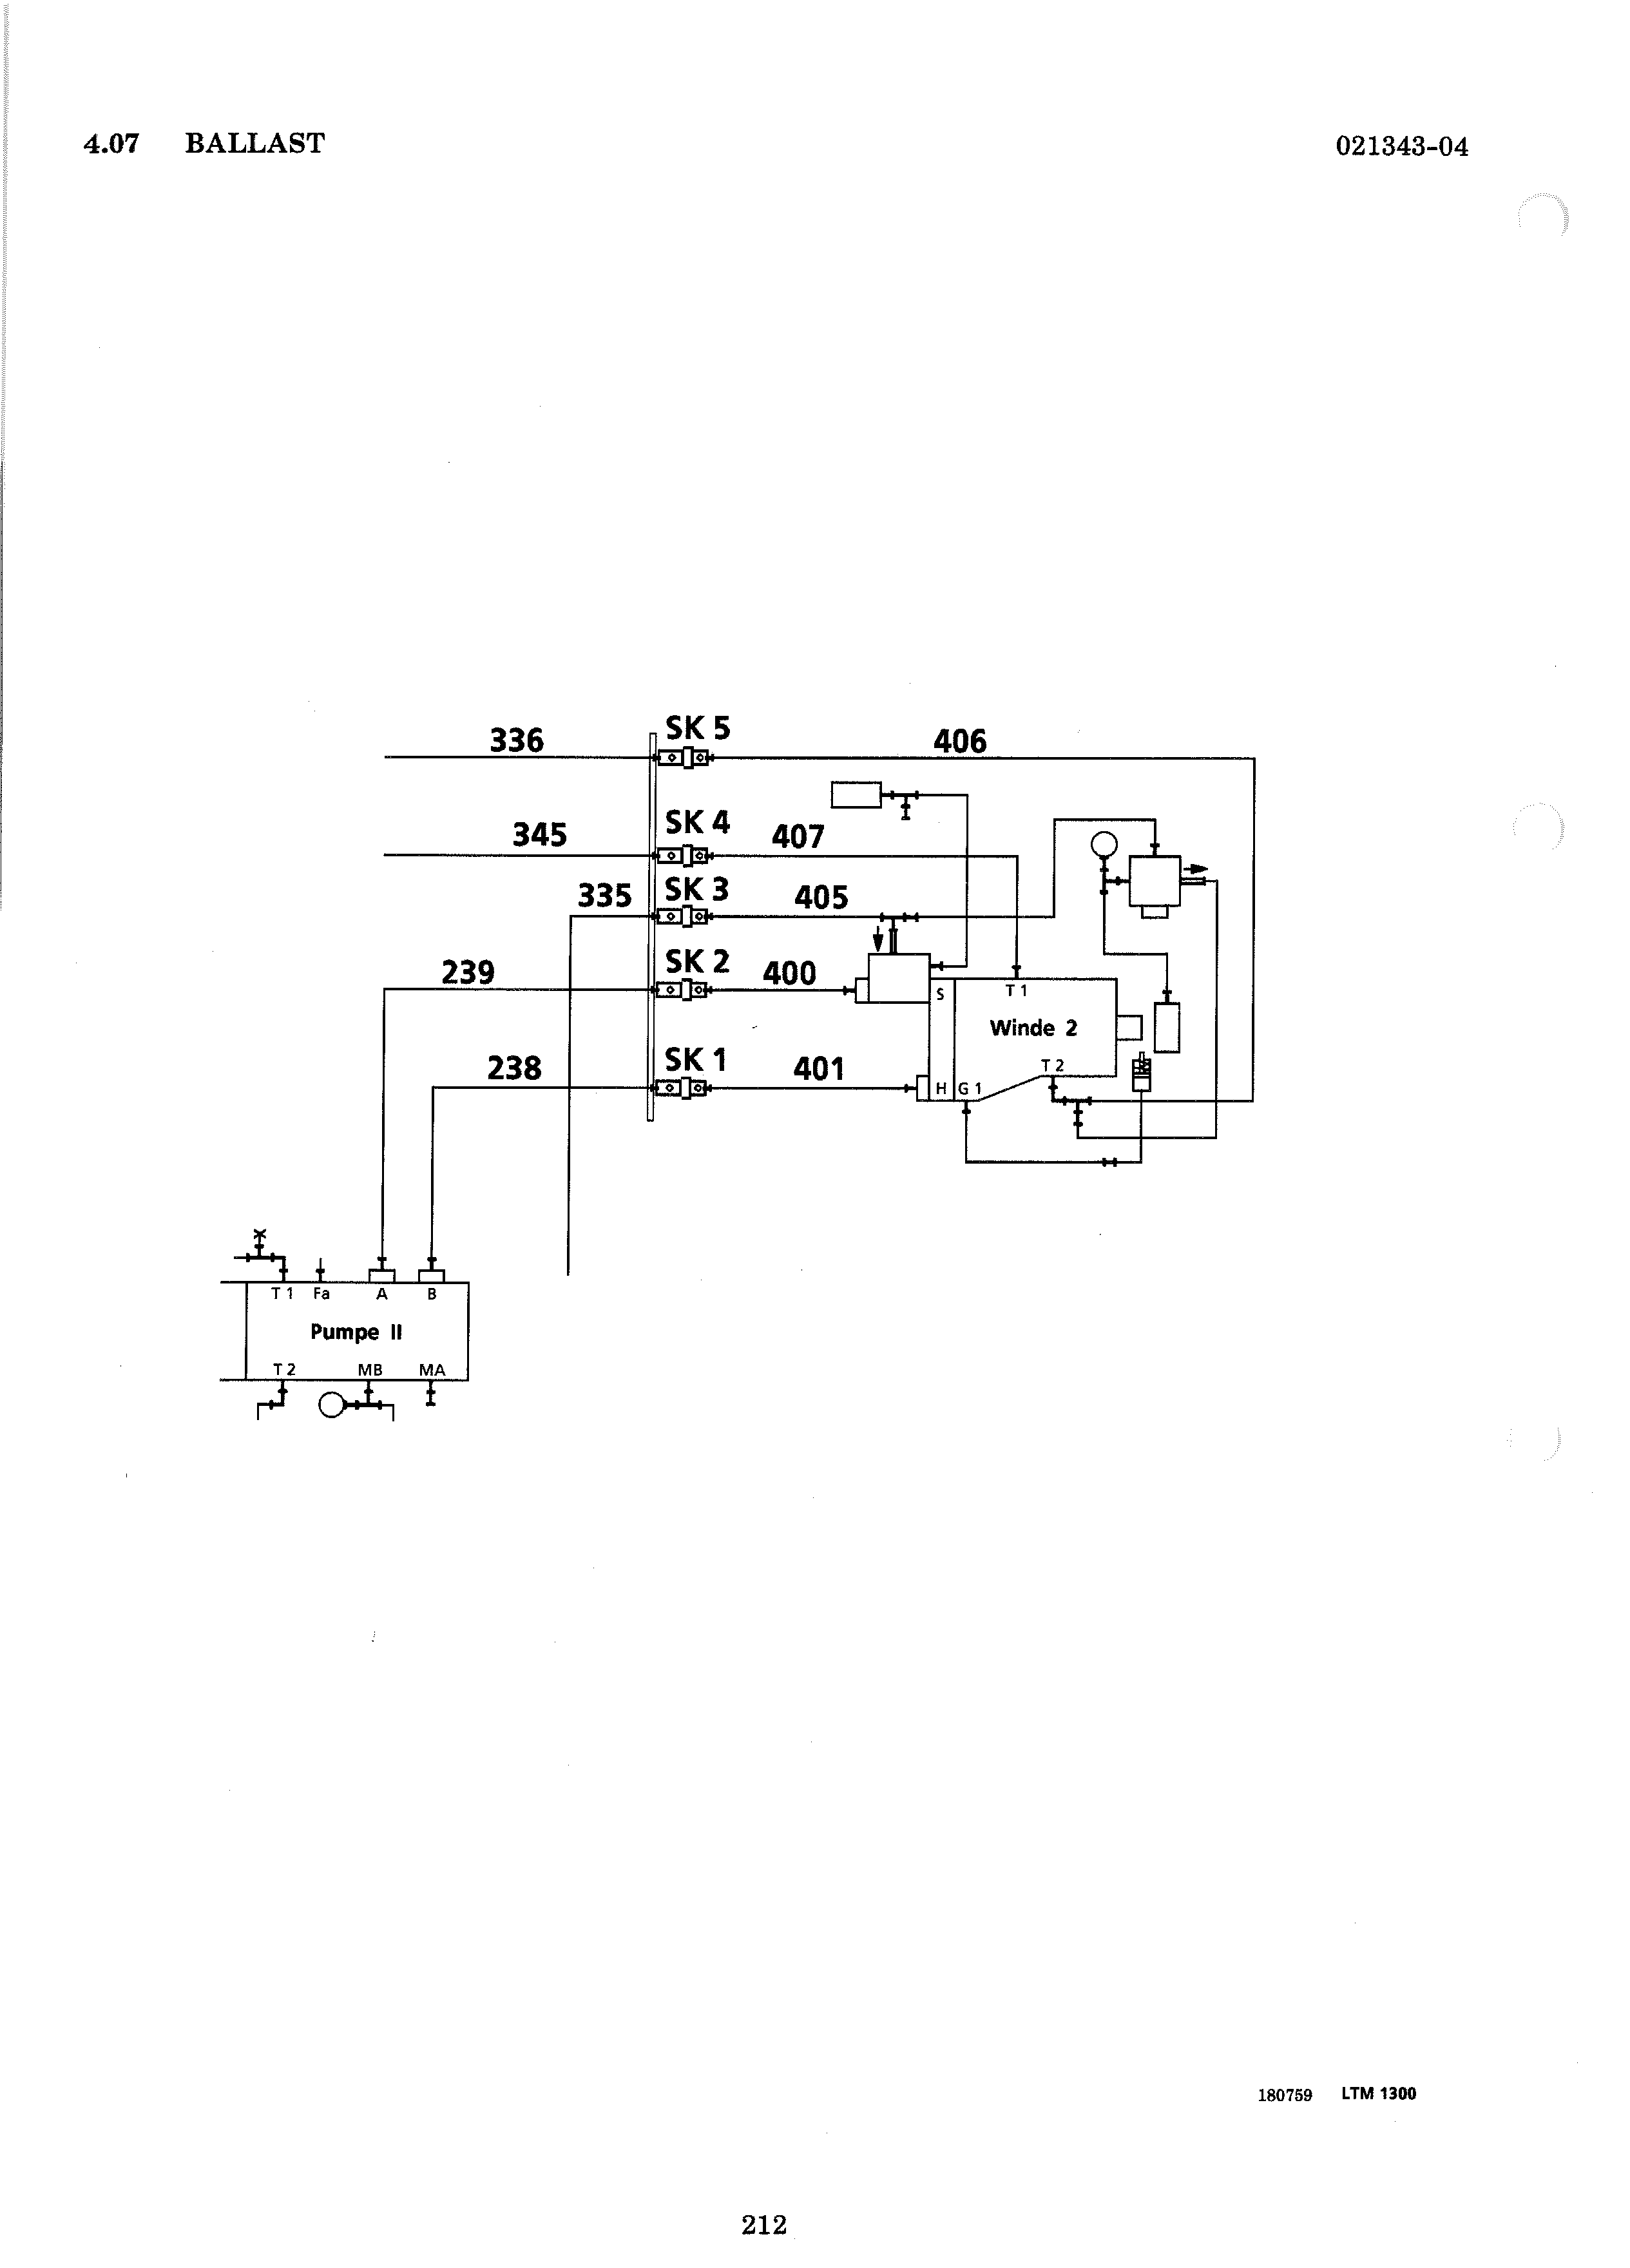 4.07 BALLAST 021343-04
SK 5
336 406
SK 4
345 407
335 SK 3 405
239 SK 2 400
S T 1
Winde 2
238 SK 1 401
T 2
H G 1
T 1 Fa A B
Pumpe II
T 2 MB MA
180759 LTM 1300
212